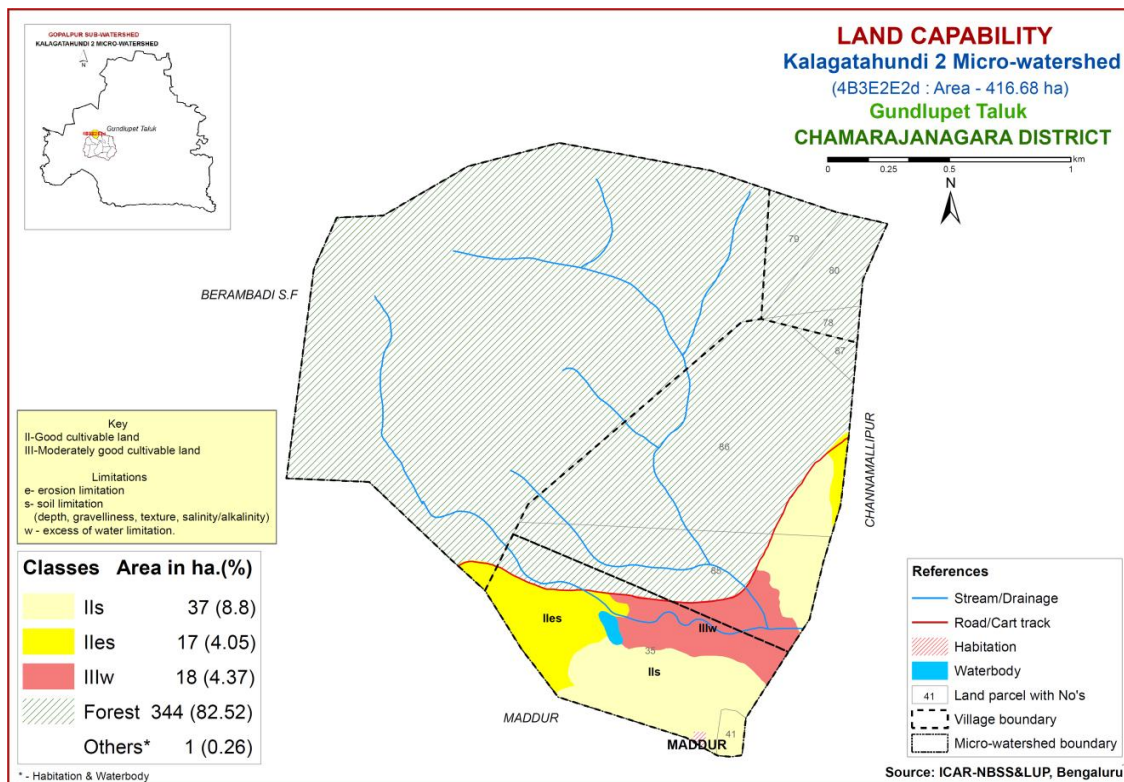 GOPALPUR SUB-WATERSHED
KALAGATAHUNDI 2 MICRO-WATERSHED
N
Gundlupet Taluk
LAND CAPABILITY
Kalagatahundi 2 Micro-watershed
(4B3E2E2d : Area - 416.68 ha)
Gundlupet Taluk
CHAMARAJANAGARA DISTRICT
km
0 0.25 0.5 1
N
79
80
BERAMBADI S.F
78
87
86
CHANNAMALLIPUR
85
IIes
IIIw
35
IIs
MADDUR
41
MADDUR
Key
II-Good cultivable land
III-Moderately good cultivable land
Limitations
e- erosion limitation
s- soil limitation
(depth, gravelliness, texture, salinity/alkalinity)
w - excess of water limitation.
Classes Area in ha.(%)
IIs 37 (8.8)
IIes 17 (4.05)
IIIw 18 (4.37)
Forest 344 (82.52)
Others* 1 (0.26)
* - Habitation & Waterbody
References
Stream/Drainage
Road/Cart track
Habitation
Waterbody
41 Land parcel with No's
Village boundary
Micro-watershed boundary
Source: ICAR-NBSS&LUP, Bengaluru